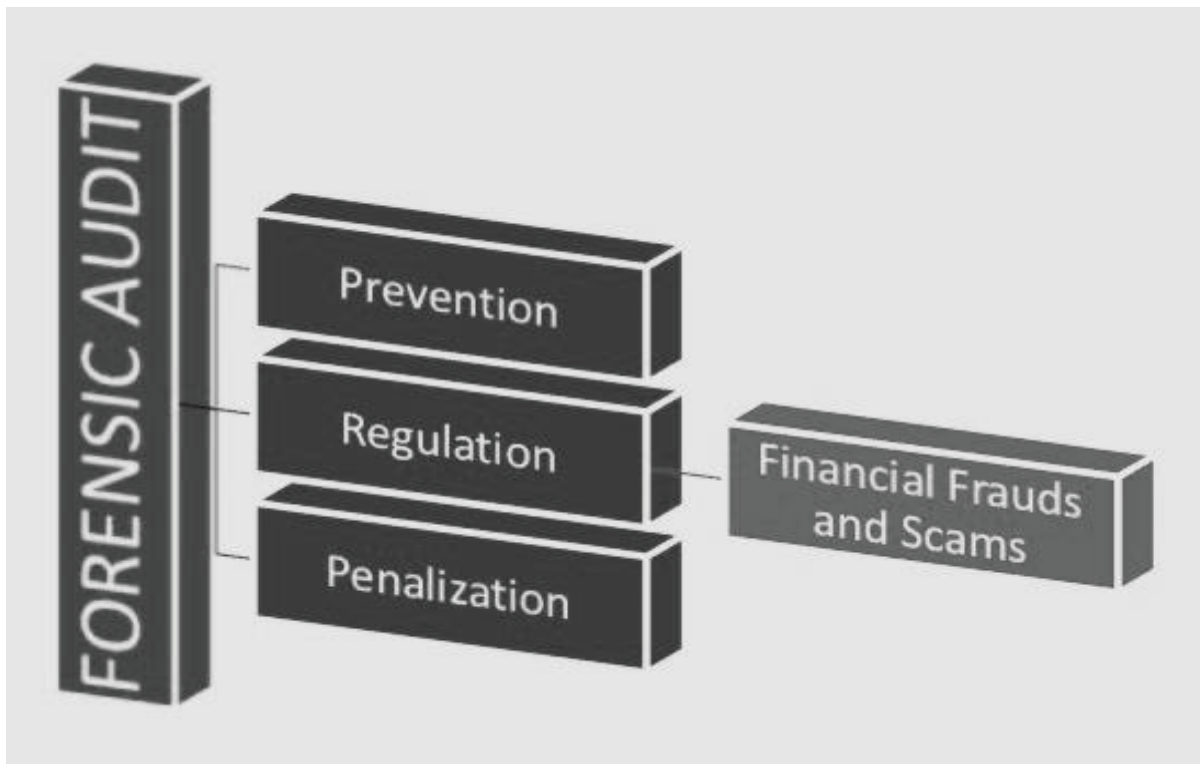 FORENSIC AUDIT
Prevention
Regulation
Penalization
Financial Frauds
and Scams